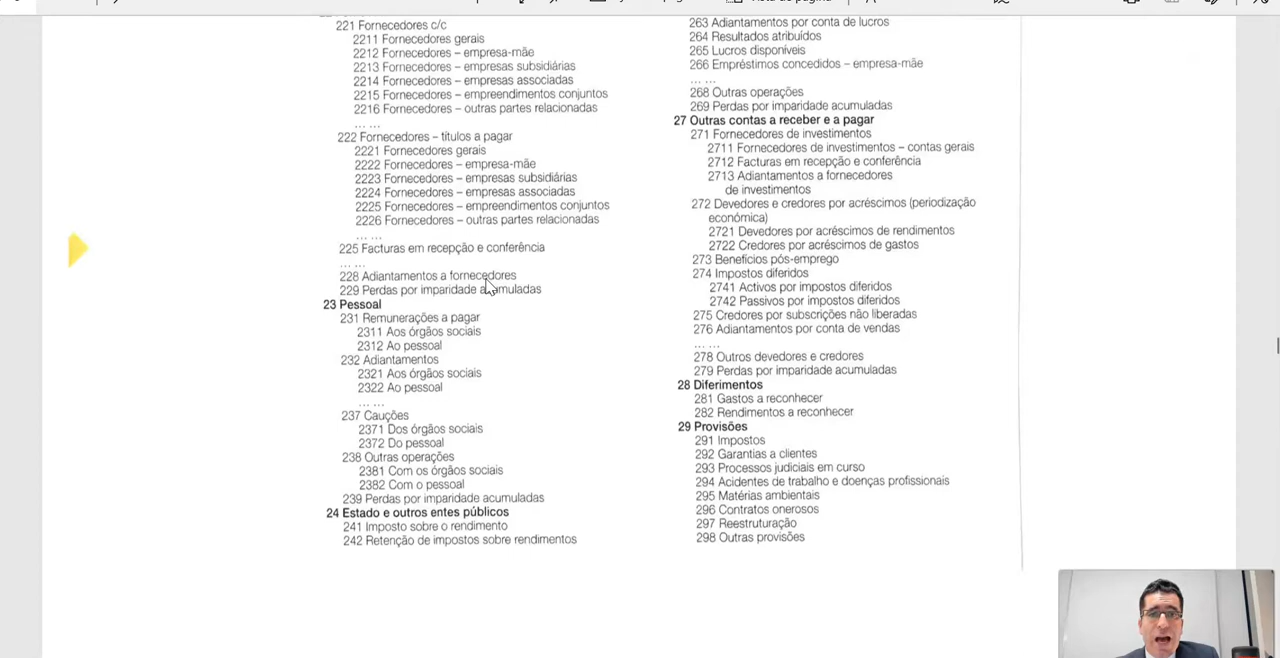 221 Fornecedores c/c
2211 Fornecedores gerais
2212 Fornecedores – empresa-mãe
2213 Fornecedores – empresas subsidiárias
2214 Fornecedores – empresas associadas
2215 Fornecedores – empreendimentos conjuntos
2216 Fornecedores – outras partes relacionadas
... ...
222 Fornecedores – títulos a pagar
2221 Fornecedores gerais
2222 Fornecedores – empresa-mãe
2223 Fornecedores – empresas subsidiárias
2224 Fornecedores – empresas associadas
2225 Fornecedores – empreendimentos conjuntos
2226 Fornecedores – outras partes relacionadas
... ...
225 Facturas em recepção e conferência
... ...
228 Adiantamentos a fornecedores
229 Perdas por imparidade acumuladas
23 Pessoal
231 Remunerações a pagar
2311 Aos órgãos sociais
2312 Ao pessoal
232 Adiantamentos
2321 Aos órgãos sociais
2322 Ao pessoal
... ...
237 Cauções
2371 Dos órgãos sociais
2372 Do pessoal
238 Outras operações
2381 Com os órgãos sociais
2382 Com o pessoal
239 Perdas por imparidade acumuladas
24 Estado e outros entes públicos
241 Imposto sobre o rendimento
242 Retenção de impostos sobre rendimentos
263 Adiantamentos por conta de lucros
264 Resultados atribuídos
265 Lucros disponíveis
266 Empréstimos concedidos – empresa-mãe
... ...
268 Outras operações
269 Perdas por imparidade acumuladas
27 Outras contas a receber e a pagar
271 Fornecedores de investimentos
2711 Fornecedores de investimentos – contas gerais
2712 Facturas em recepção e conferência
2713 Adiantamentos a fornecedores
de investimentos
272 Devedores e credores por acréscimos (periodização
económica)
2721 Devedores por acréscimos de rendimentos
2722 Credores por acréscimos de gastos
273 Benefícios pós-emprego
274 Impostos diferidos
2741 Activos por impostos diferidos
2742 Passivos por impostos diferidos
275 Credores por subscrições não liberadas
276 Adiantamentos por conta de vendas
... ...
278 Outros devedores e credores
279 Perdas por imparidade acumuladas
28 Diferimentos
281 Gastos a reconhecer
282 Rendimentos a reconhecer
29 Provisões
291 Impostos
292 Garantias a clientes
293 Processos judiciais em curso
294 Acidentes de trabalho e doenças profissionais
295 Matérias ambientais
296 Contratos onerosos
297 Reestruturação
298 Outras provisões